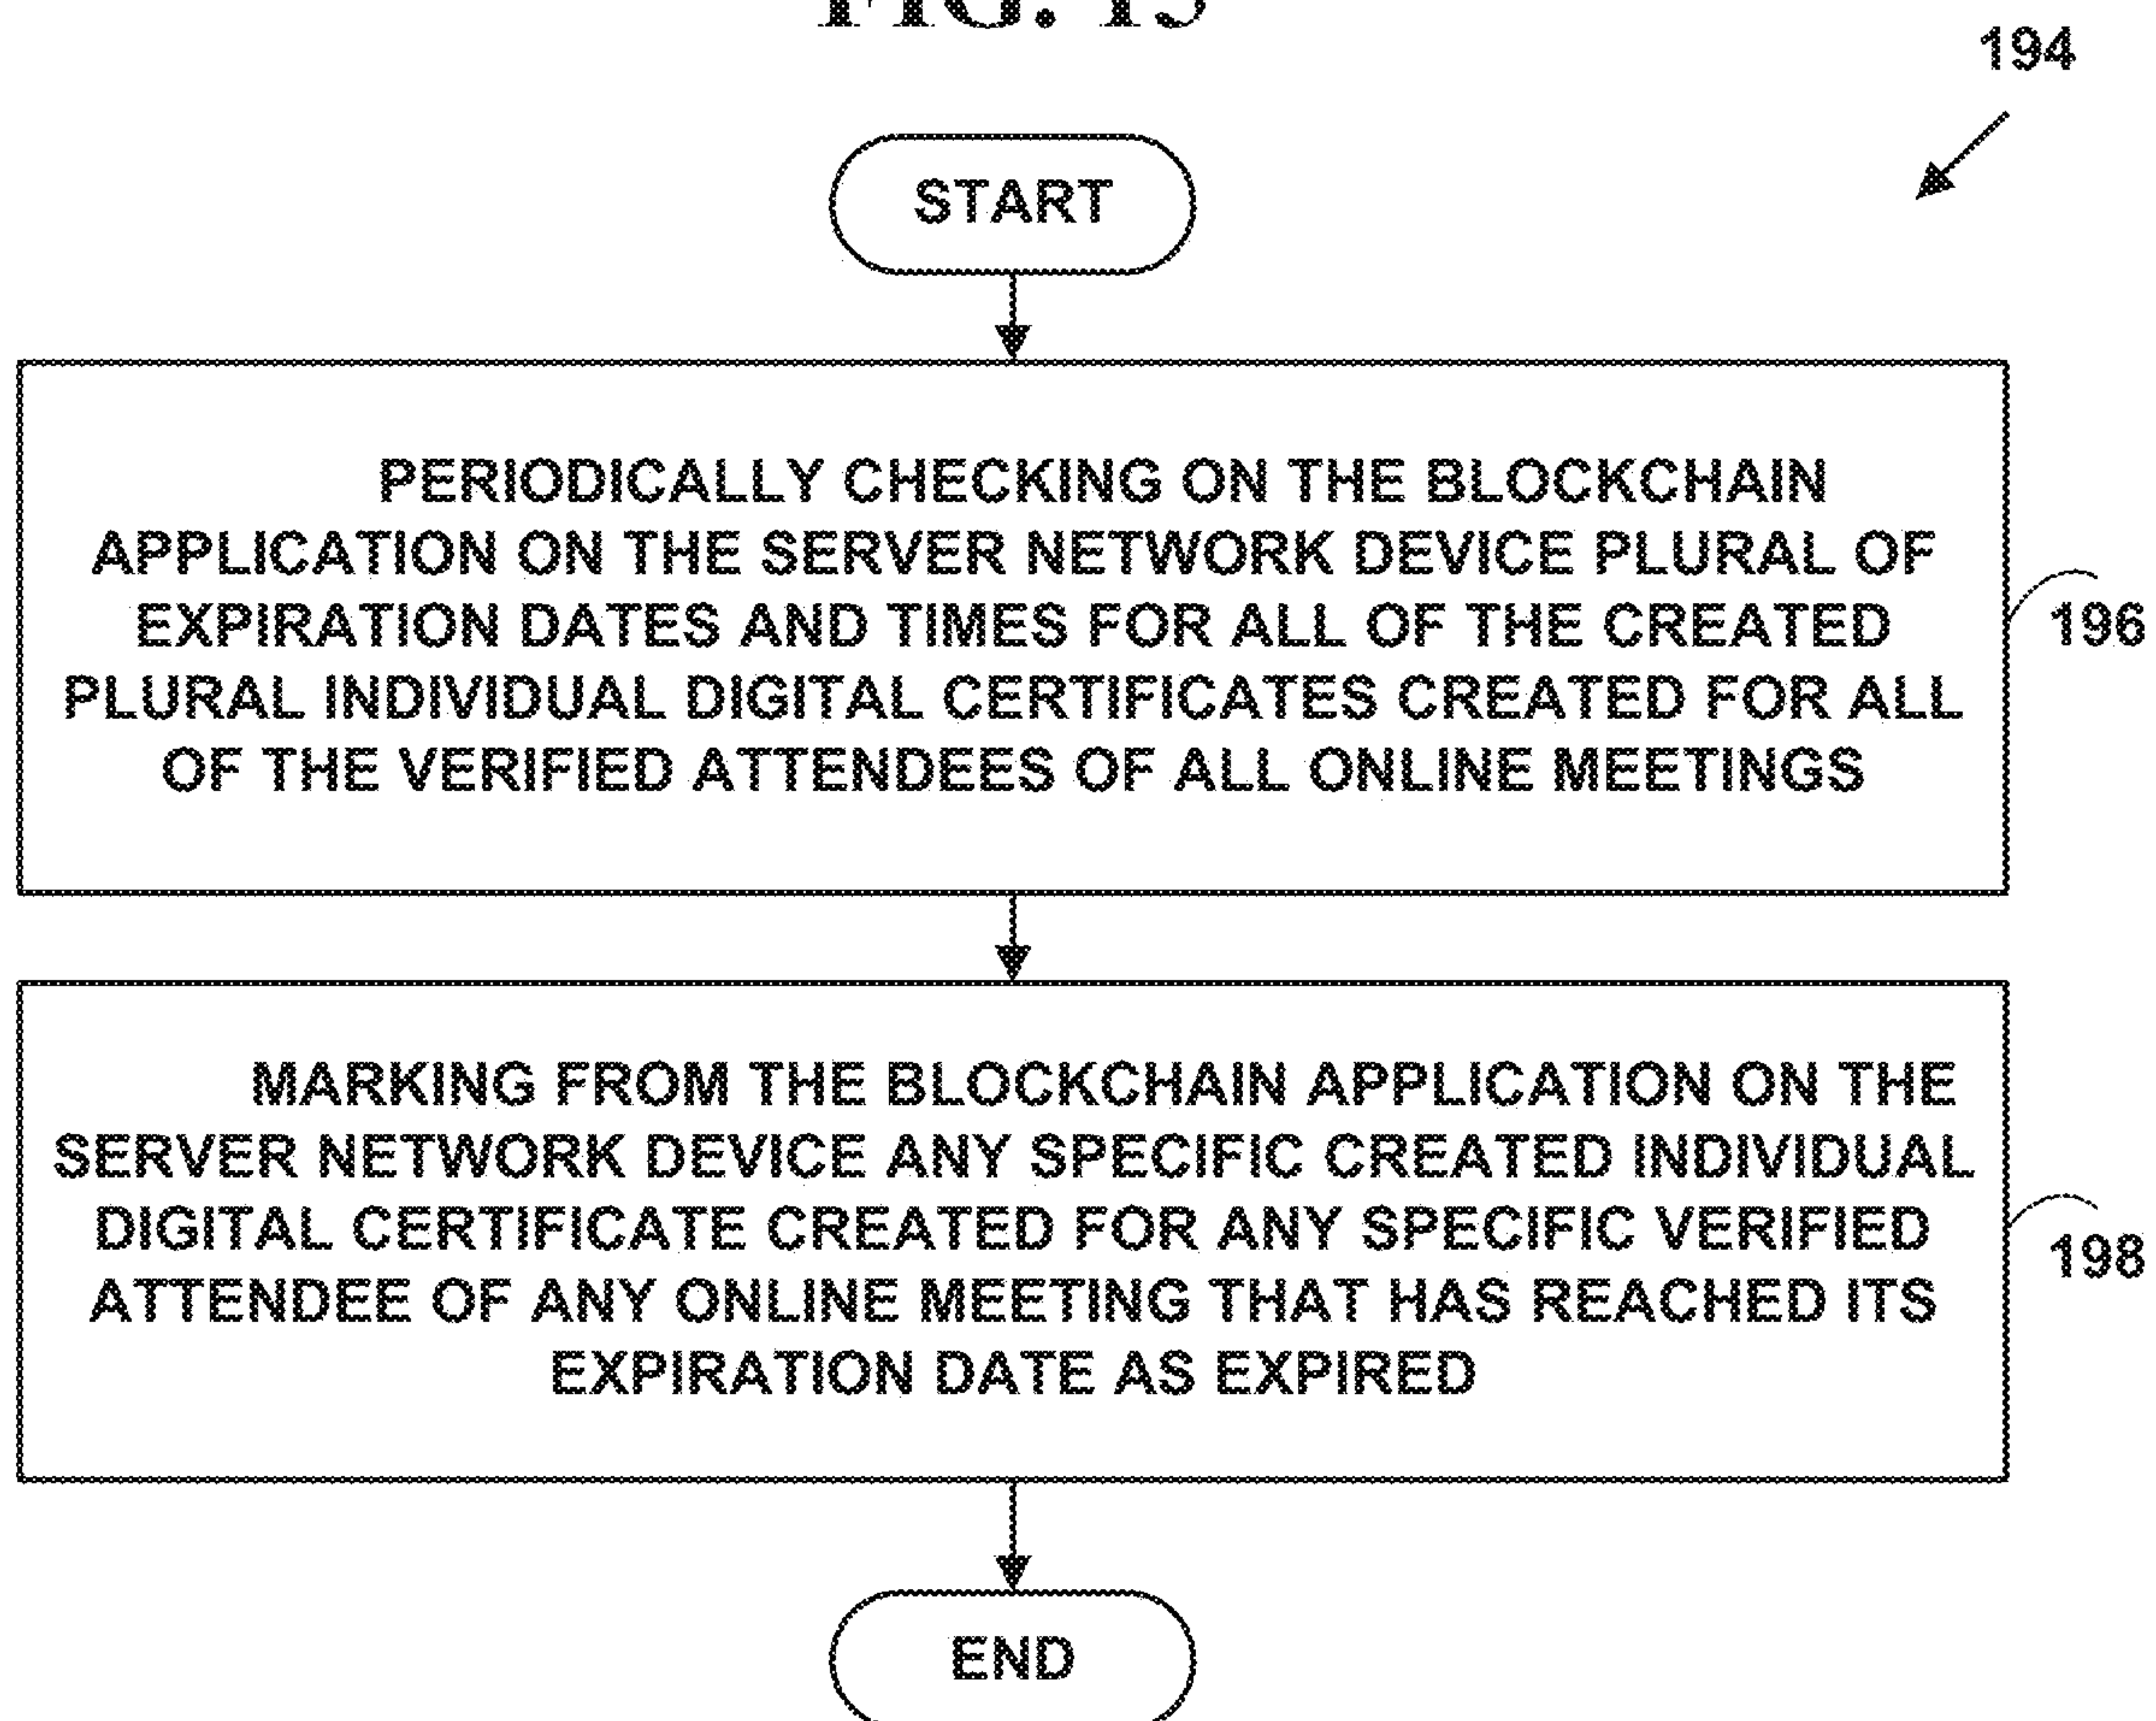 FIG. 13
194
START
PERIODICALLY CHECKING ON THE BLOCKCHAIN
APPLICATION ON THE SERVER NETWORK DEVICE PLURAL OF
EXPIRATION DATES AND TIMES FOR ALL OF THE CREATED
PLURAL INDIVIDUAL DIGITAL CERTIFICATES CREATED FOR ALL
OF THE VERIFIED ATTENDEES OF ALL ONLINE MEETINGS
196
MARKING FROM THE BLOCKCHAIN APPLICATION ON THE
SERVER NETWORK DEVICE ANY SPECIFIC CREATED INDIVIDUAL
DIGITAL CERTIFICATE CREATED FOR ANY SPECIFIC VERIFIED
ATTENDEE OF ANY ONLINE MEETING THAT HAS REACHED ITS
EXPIRATION DATE AS EXPIRED
198
END